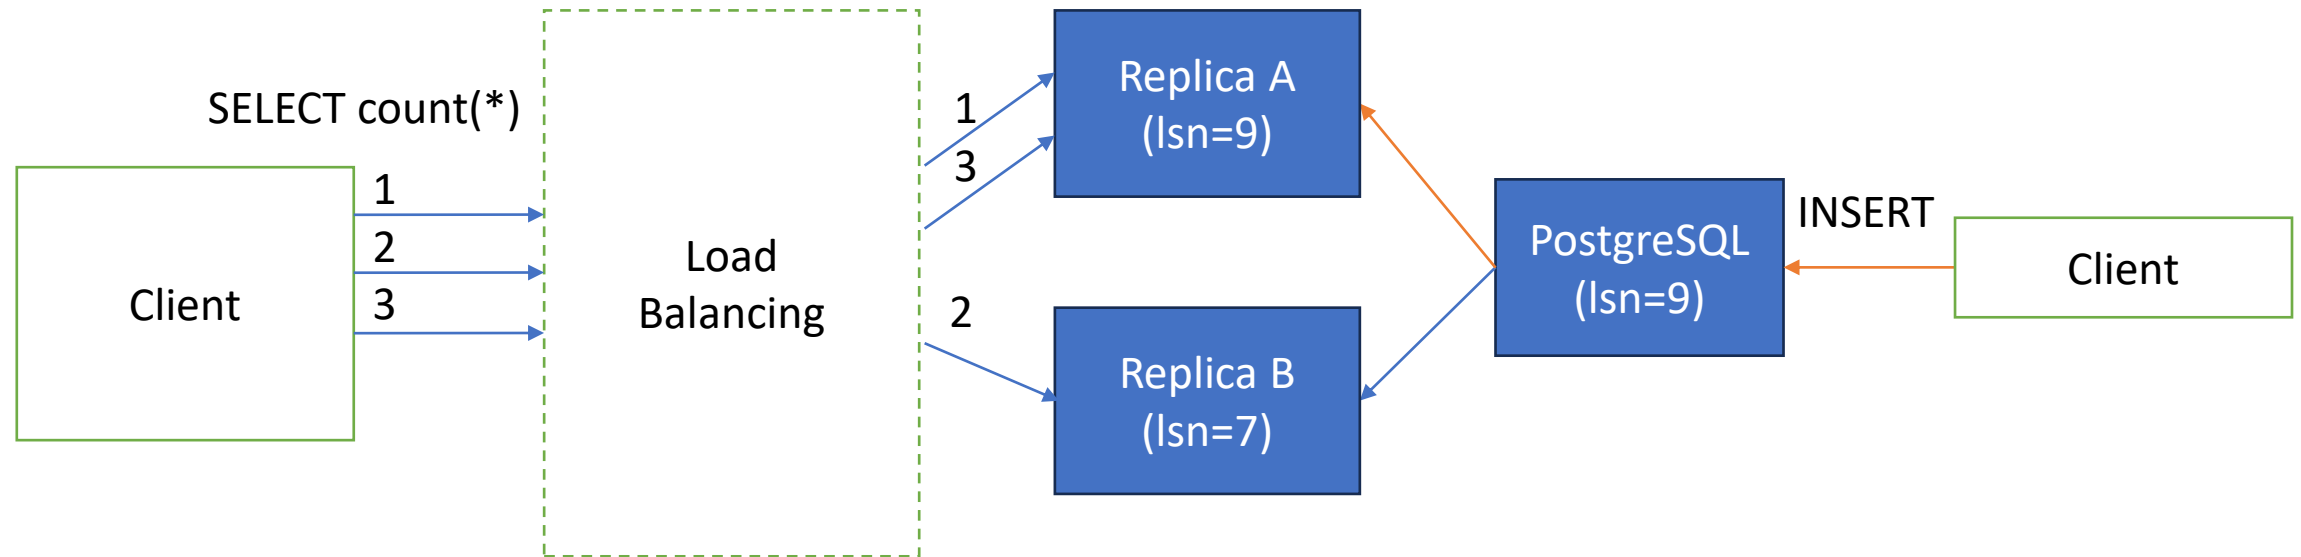 SELECT count(*)
Client
1
2
3
Load
Balancing
1
3
2
Replica A
(lsn=9)
Replica B
(lsn=7)
PostgreSQL
(lsn=9)
INSERT
Client